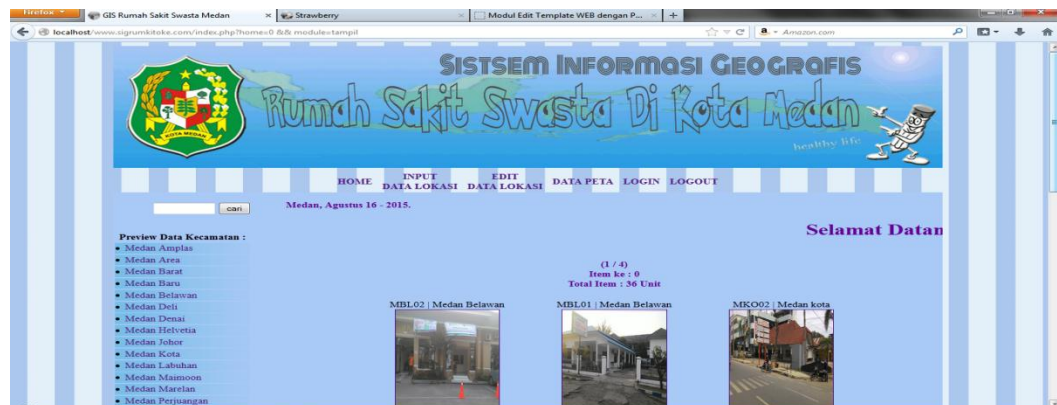 Firefox
GIS Rumah Sakit Swasta Medan
Strawberry
Modul Edit Template WEB dengan P...
localhost/www.sigrumkitoke.com/index.php?home=0 && module=tampil
Amazon.com
SISTSEM INFORMASI GEOGRAFIS
Rumah Sakit Swasta Di Kota Medan
KOTA MEDAN
healthy life
HOME INPUT DATA LOKASI EDIT DATA LOKASI DATA PETA LOGIN LOGOUT
cari
Medan, Agustus 16 - 2015.
Selamat Datan
Preview Data Kecamatan :
Medan Amplas
Medan Area
Medan Barat
Medan Baru
Medan Belawan
Medan Deli
Medan Denai
Medan Helvetia
Medan Johor
Medan Kota
Medan Labuhan
Medan Maimoon
Medan Marelan
Medan Perjuangan
(1 / 4)
Item ke : 0
Total Item : 36 Unit
MBL02 | Medan Belawan
MBL01 | Medan Belawan
MKO02 | Medan kota